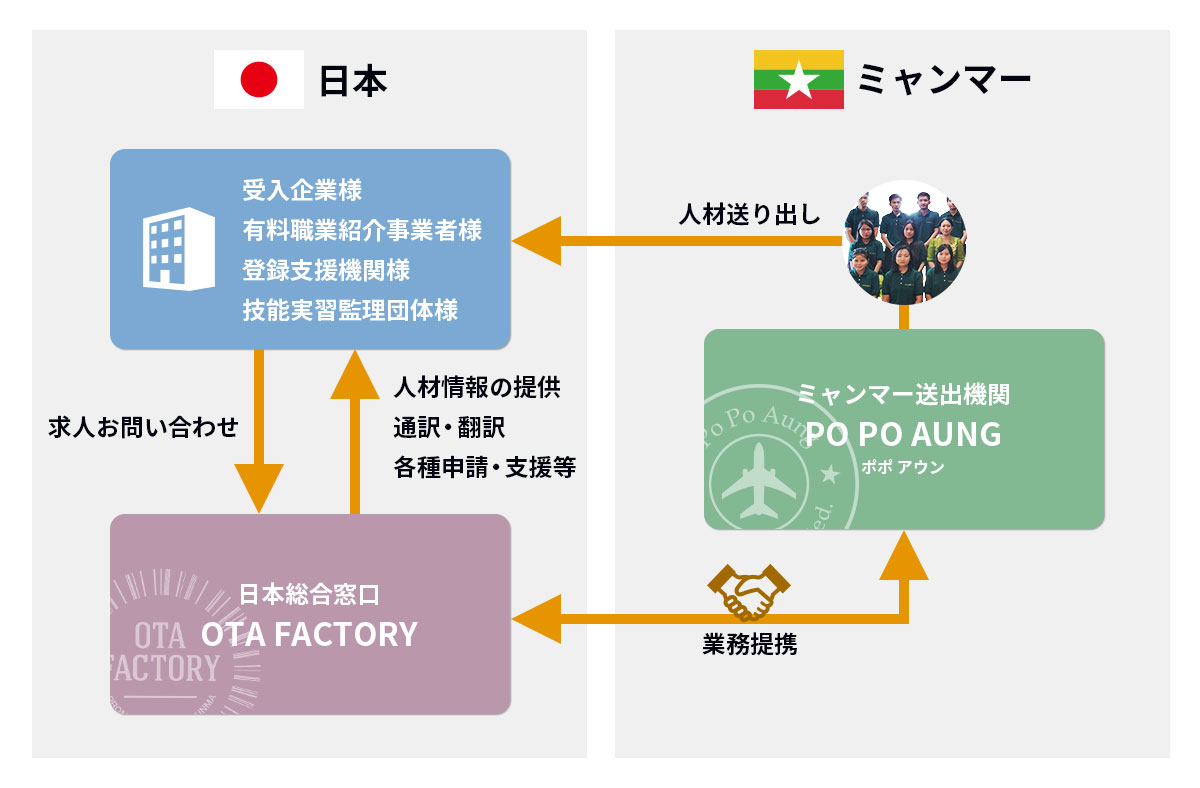 日本
ミャンマー
受入企業様
有料職業紹介事業者様
登録支援機関様
技能実習監理団体様
人材送り出し
求人お問い合わせ
人材情報の提供
通訳・翻訳
各種申請・支援等
ミャンマー送出機関
PO PO AUNG
ポポ アウン
Po Po Aung
日本総合窓口
OTA FACTORY
OTA
FACTORY
業務提携